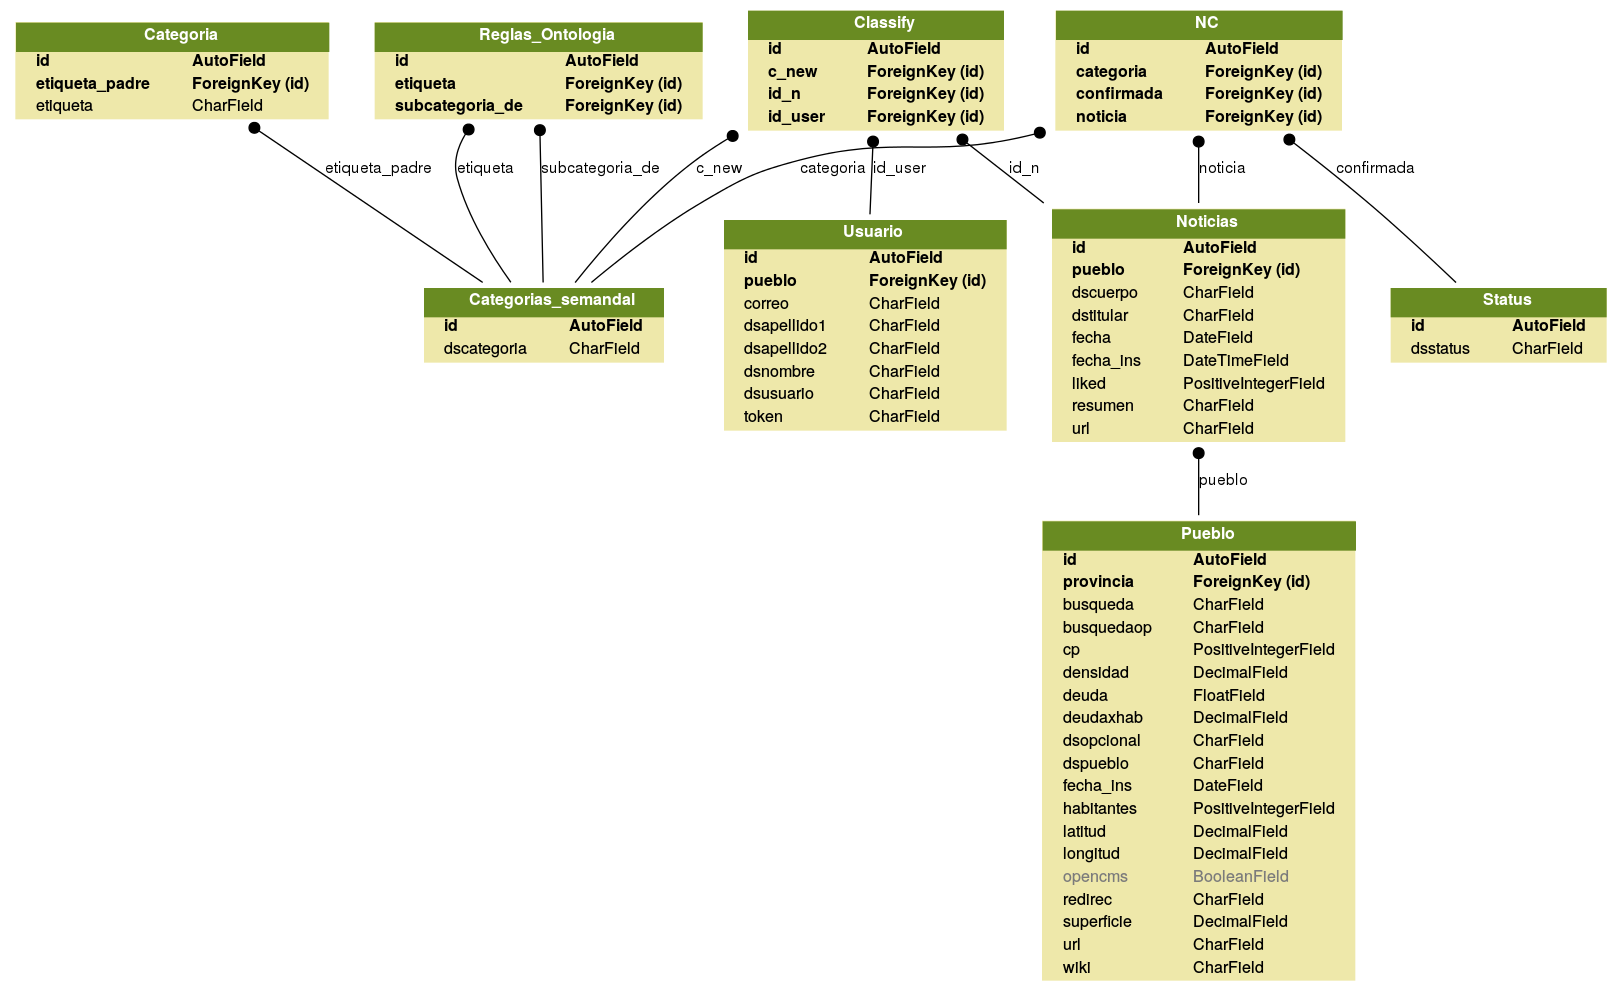 Categoria
id AutoField
etiqueta_padre ForeignKey (id)
etiqueta CharField
Reglas_Ontologia
id AutoField
etiqueta ForeignKey (id)
subcategoria_de ForeignKey (id)
Classify
id AutoField
c_new ForeignKey (id)
id_n ForeignKey (id)
id_user ForeignKey (id)
NC
id AutoField
categoria ForeignKey (id)
confirmada ForeignKey (id)
noticia ForeignKey (id)
etiqueta_padre
etiqueta
subcategoria_de
c_new
categoria
id_user
id_n
noticia
confirmada
Categorias_semandal
id AutoField
dscategoria CharField
Usuario
id AutoField
pueblo ForeignKey (id)
correo CharField
dsapellido1 CharField
dsapellido2 CharField
dsnombre CharField
dsusuario CharField
token CharField
Noticias
id AutoField
pueblo ForeignKey (id)
dscuerpo CharField
dstitular CharField
fecha DateField
fecha_ins DateTimeField
liked PositiveIntegerField
resumen CharField
url CharField
Status
id AutoField
dsstatus CharField
pueblo
Pueblo
id AutoField
provincia ForeignKey (id)
busqueda CharField
busquedaop CharField
cp PositiveIntegerField
densidad DecimalField
deuda FloatField
deudaxhab DecimalField
dsopcional CharField
dspueblo CharField
fecha_ins DateField
habitantes PositiveIntegerField
latitud DecimalField
longitud DecimalField
opencms BooleanField
redirec CharField
superficie DecimalField
url CharField
wiki CharField